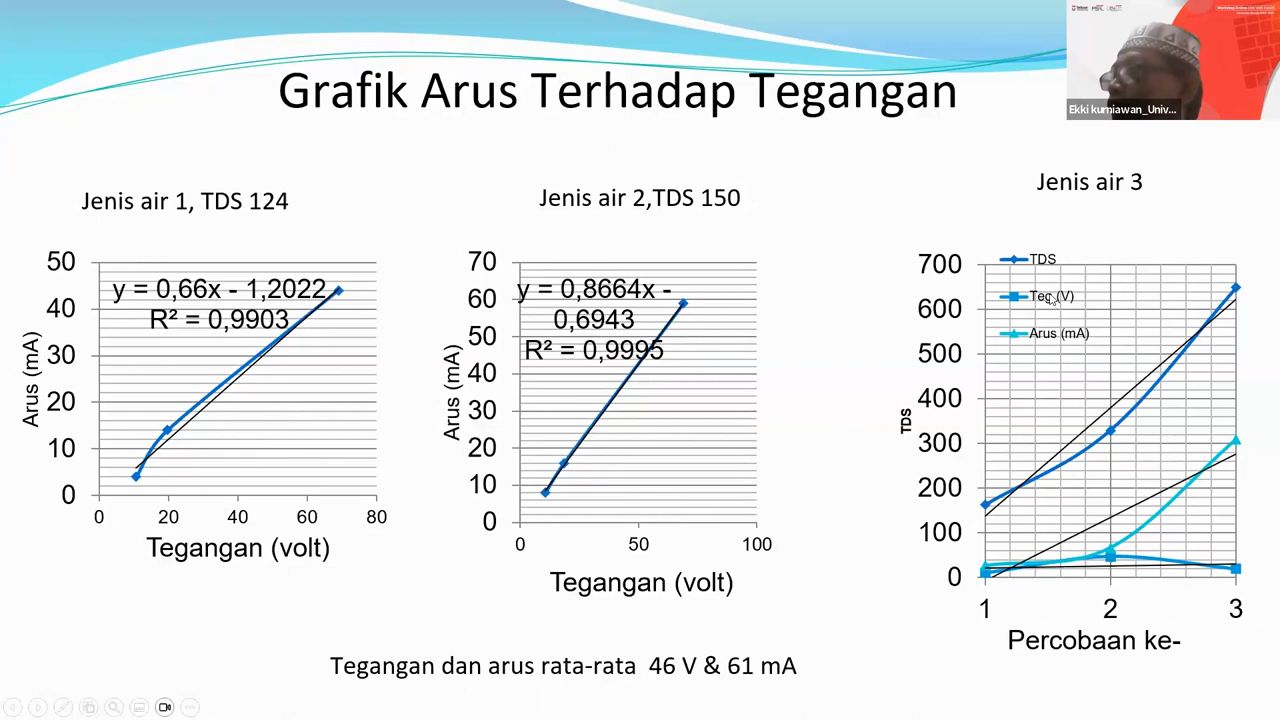 Grafik Arus Terhadap Tegangan
Ekki kurniawan_Univ...
Jenis air 1, TDS 124
50
40
30
20
10
0
Arus (mA)
y = 0,66x - 1,2022
R² = 0,9903
0 20 40 60 80
Tegangan (volt)
Jenis air 2,TDS 150
70
60
50
40
30
20
10
0
Arus (mA)
y = 0,8664x -
0,6943
R² = 0,9995
0 50 100
Tegangan (volt)
Jenis air 3
700
600
500
400
300
200
100
0
TDS
TDS
Teg (V)
Arus (mA)
1 2 3
Percobaan ke-
Tegangan dan arus rata-rata 46 V & 61 mA